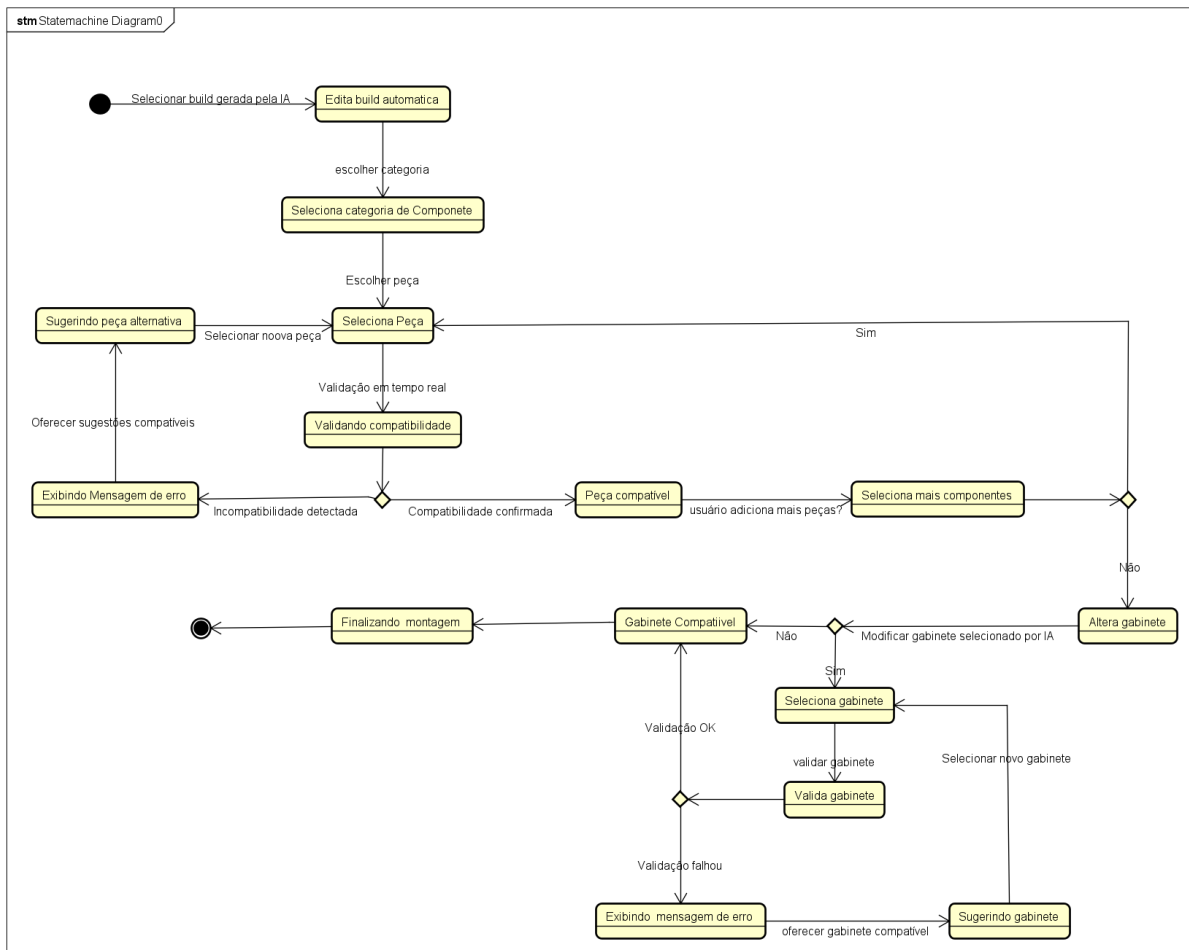 stm Statemachine Diagram0
Selecionar build gerada pela IA
Edita build automatica
escolher categoria
Seleciona categoria de Componete
Escolher peça
Sugerindo peça alternativa
Selecionar noova peça
Seleciona Peça
Sim
Validação em tempo real
Oferecer sugestões compatíveis
Validando compatibilidade
Exibindo Mensagem de erro
Incompatibilidade detectada
Compatibilidade confirmada
Peça compatível
usuário adiciona mais peças?
Seleciona mais componentes
Não
Finalizando montagem
Gabinete Compatiivel
Não
Modificar gabinete selecionado por IA
Altera gabinete
Sim
Seleciona gabinete
Validação OK
validar gabinete
Selecionar novo gabinete
Valida gabinete
Validação falhou
Exibindo mensagem de erro
oferecer gabinete compatível
Sugerindo gabinete